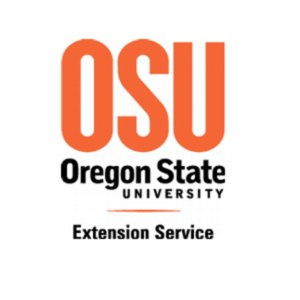 OSU
Oregon State
UNIVERSITY
Extension Service